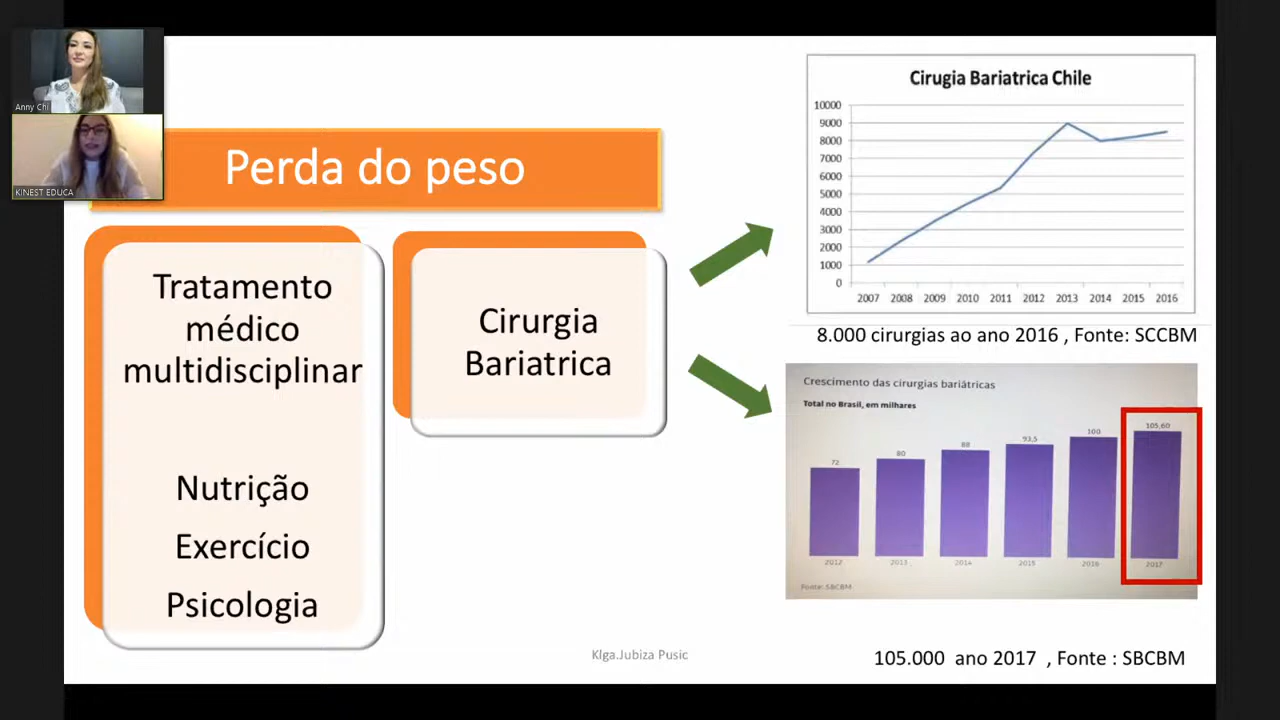 Anny Chi
KINEST EDUCA
Perda do peso
Tratamento
médico
multidisciplinar
Nutrição
Exercício
Psicologia
Cirurgia
Bariatrica
Cirugia Bariatrica Chile
10000
9000
8000
7000
6000
5000
4000
3000
2000
1000
0
2007 2008 2009 2010 2011 2012 2013 2014 2015 2016
8.000 cirurgias ao ano 2016 , Fonte: SCCBM
Crescimento das cirurgias bariátricas
Total no Brasil, em milhares
72 80 88 93,5 100 105,60
2012 2013 2014 2015 2016 2017
Fonte: SBCBM
105.000 ano 2017 , Fonte : SBCBM
Klga.Jubiza Pusic